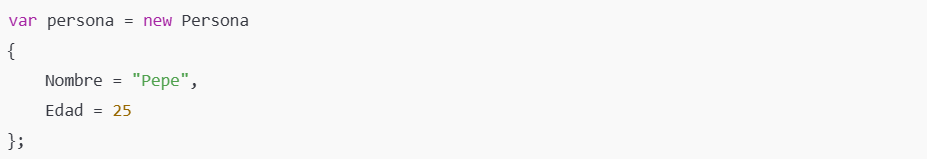 var persona = new Persona
{
    Nombre = "Pepe",
    Edad = 25
};